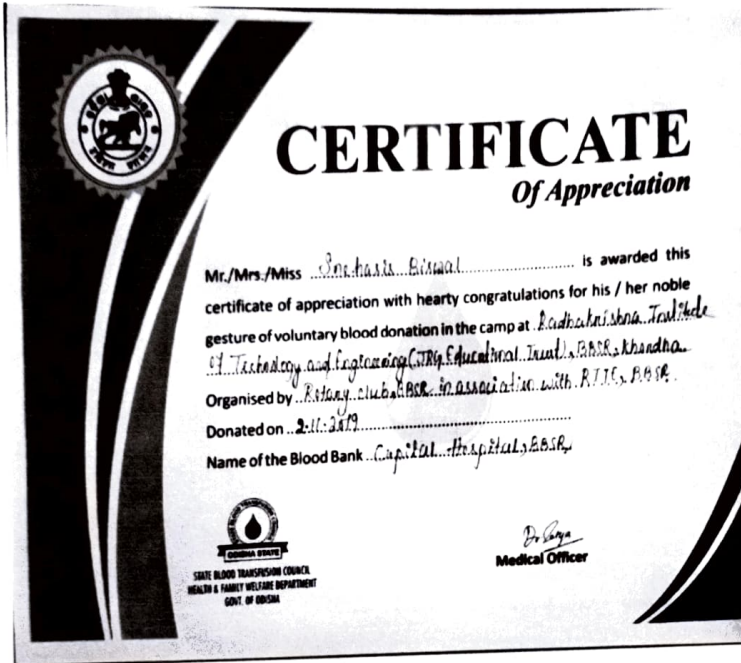 CERTIFICATE
Of Appreciation
Mr./Mrs./Miss Snehasis Biswal is awarded this
certificate of appreciation with hearty congratulations for his / her noble
gesture of voluntary blood donation in the camp at Radhakrishna Institute
Of Technology and Engineering (JRG Educational Trust), BBSR, Khordha
Organised by Rotary club, BBSR in association with RITE, BBSR.
Donated on 2-11-2019
Name of the Blood Bank Capital Hospital, BBSR,
ODISHA STATE
STATE BLOOD TRANSFUSION COUNCIL
HEALTH & FAMILY WELFARE DEPARTMENT
GOVT. OF ODISHA
Medical Officer